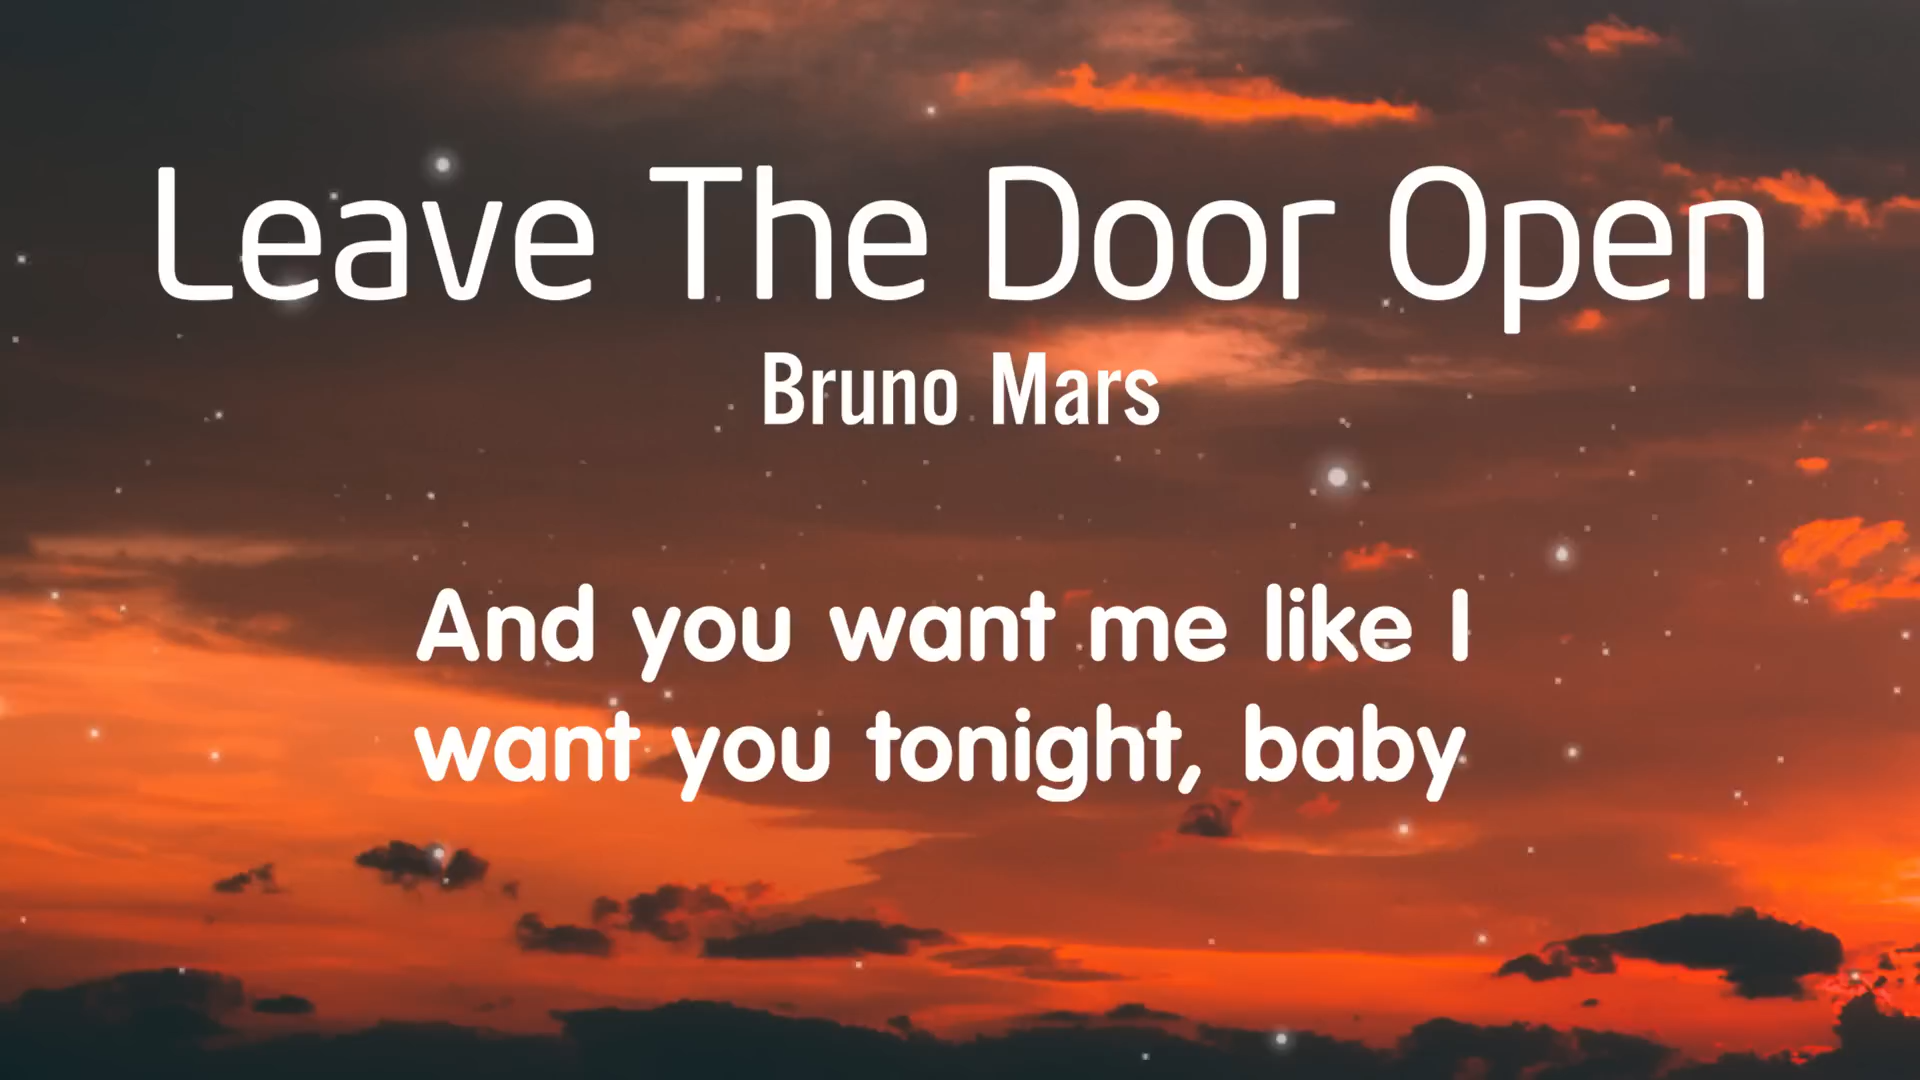 Leave The Door Open
Bruno Mars
And you want me like I
want you tonight, baby